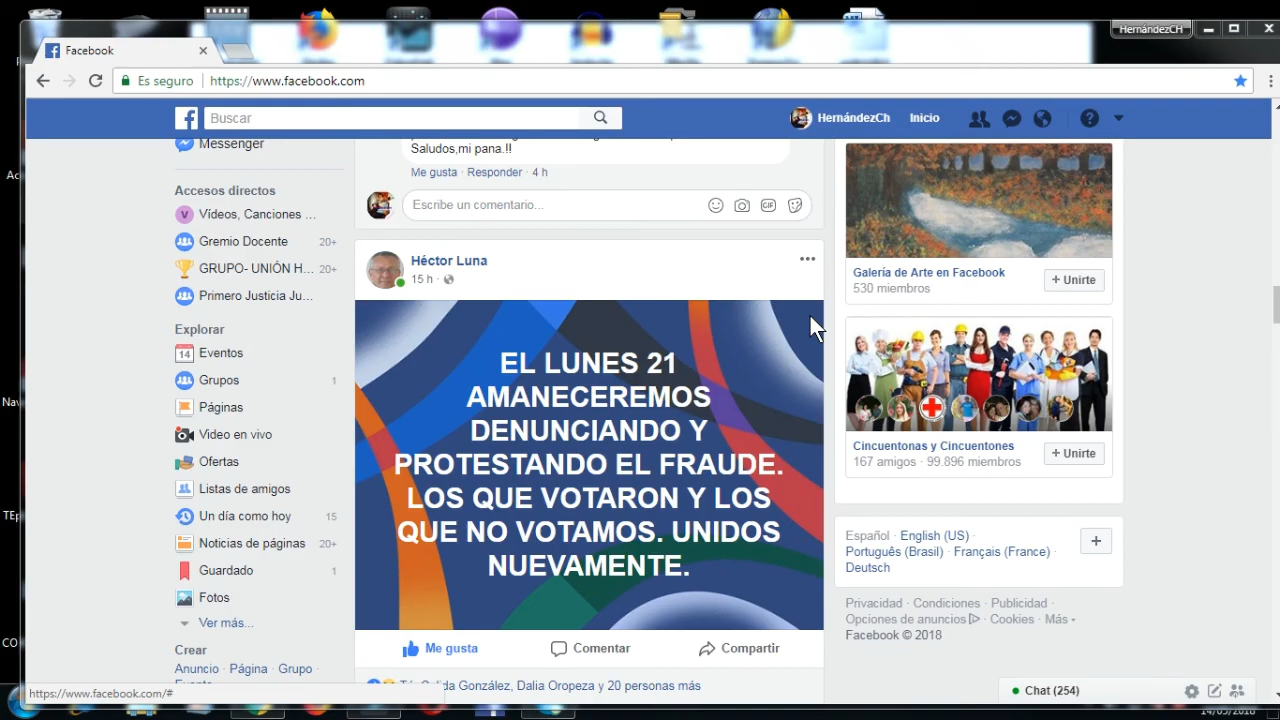 HernándezCH
Facebook
Es seguro
https://www.facebook.com
Buscar
HernándezCh
Inicio
Messenger
Accesos directos
Vídeos, Canciones ...
Gremio Docente 20+
GRUPO- UNIÓN H... 20+
Primero Justicia Ju...
Explorar
Eventos
14
Grupos 1
Páginas
Video en vivo
Ofertas
Listas de amigos
Un día como hoy 15
Noticias de páginas 20+
Guardado 1
Fotos
Ver más...
Crear
Anuncio · Página · Grupo ·
https://www.facebook.com/#
Saludos,mi pana.!!
Me gusta · Responder · 4 h
Escribe un comentario...
GIF
Héctor Luna
15 h ·
EL LUNES 21
AMANECEREMOS
DENUNCIANDO Y
PROTESTANDO EL FRAUDE.
LOS QUE VOTARON Y LOS
QUE NO VOTAMOS. UNIDOS
NUEVAMENTE.
Me gusta
Comentar
Compartir
González, Dalia Oropeza y 20 personas más
Galería de Arte en Facebook
530 miembros
+ Unirte
Cincuentonas y Cincuentones
167 amigos · 99.896 miembros
+ Unirte
Español · English (US) ·
Português (Brasil) · Français (France) ·
Deutsch
Privacidad · Condiciones · Publicidad ·
Opciones de anuncios · Cookies · Más
Facebook © 2018
Chat (254)
14/05/2018